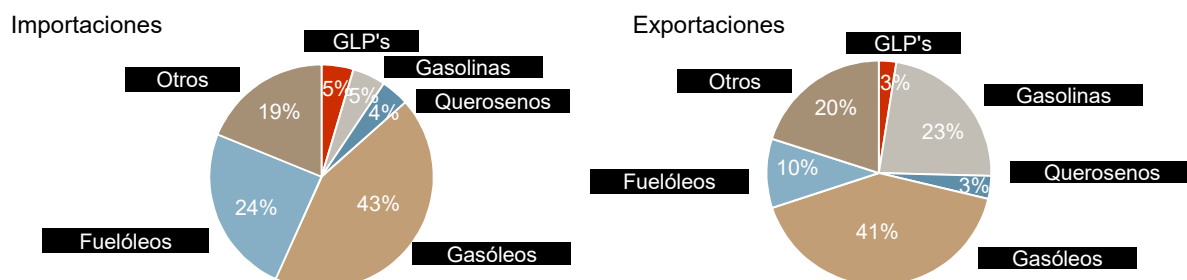 Importaciones
GLP's
Gasolinas
Otros
Querosenos
5%
5%
4%
19%
43%
24%
Fuelóleos
Gasóleos
Exportaciones
GLP's
Otros
Gasolinas
3%
20%
23%
Querosenos
Fuelóleos
10%
3%
41%
Gasóleos